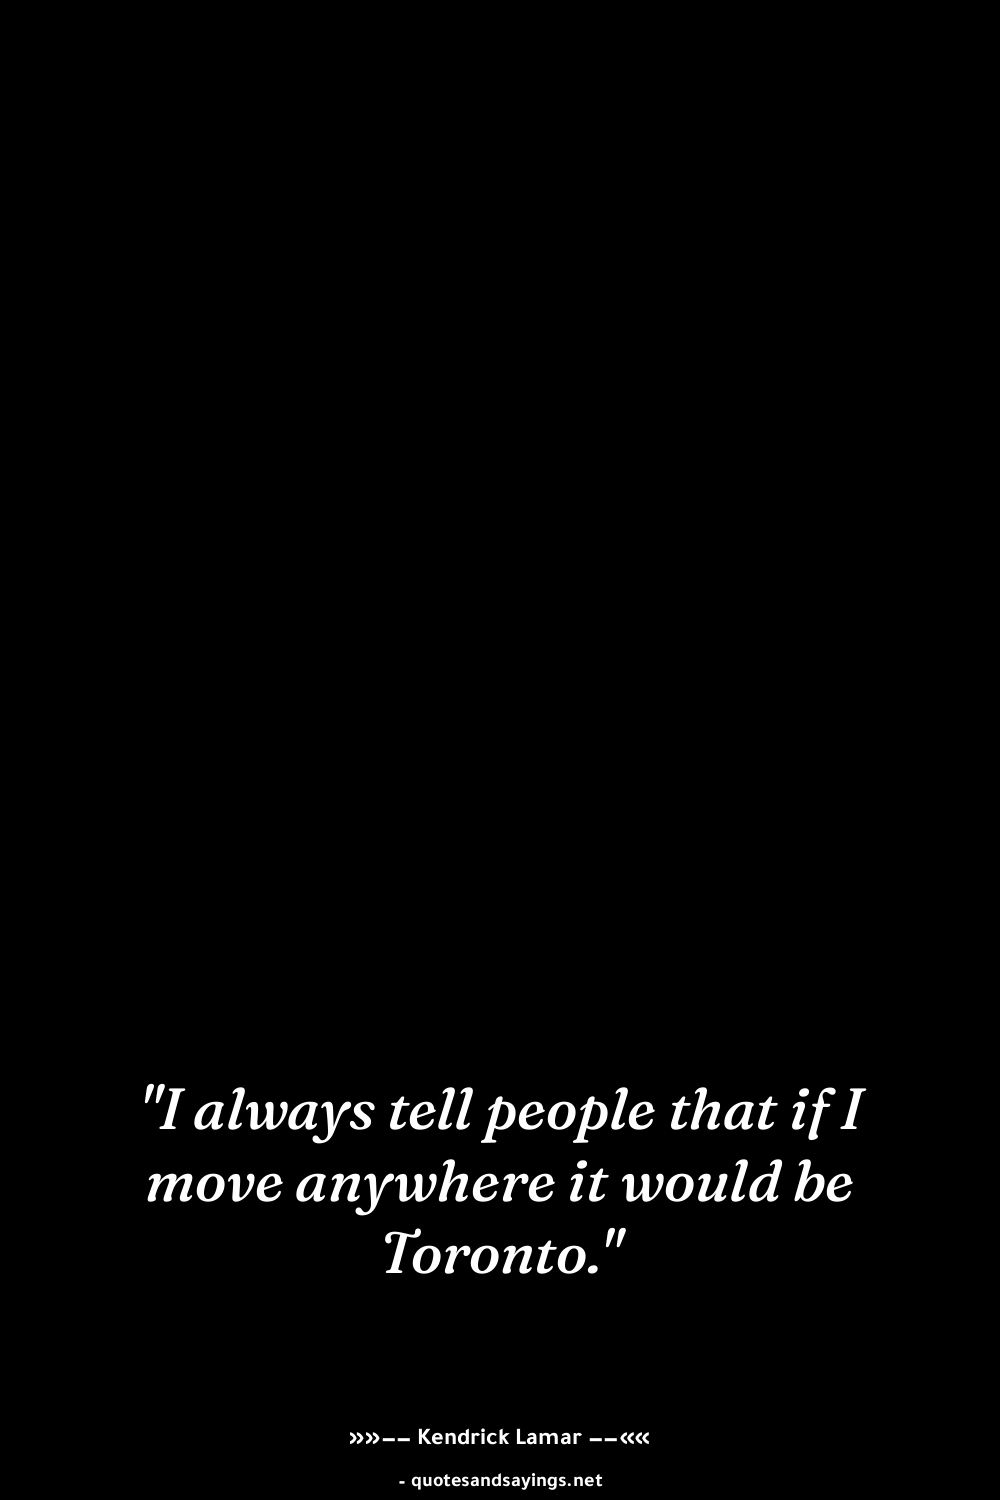 "I always tell people that if I
move anywhere it would be
Toronto."
»»−− Kendrick Lamar −−««
- quotesandsayings.net